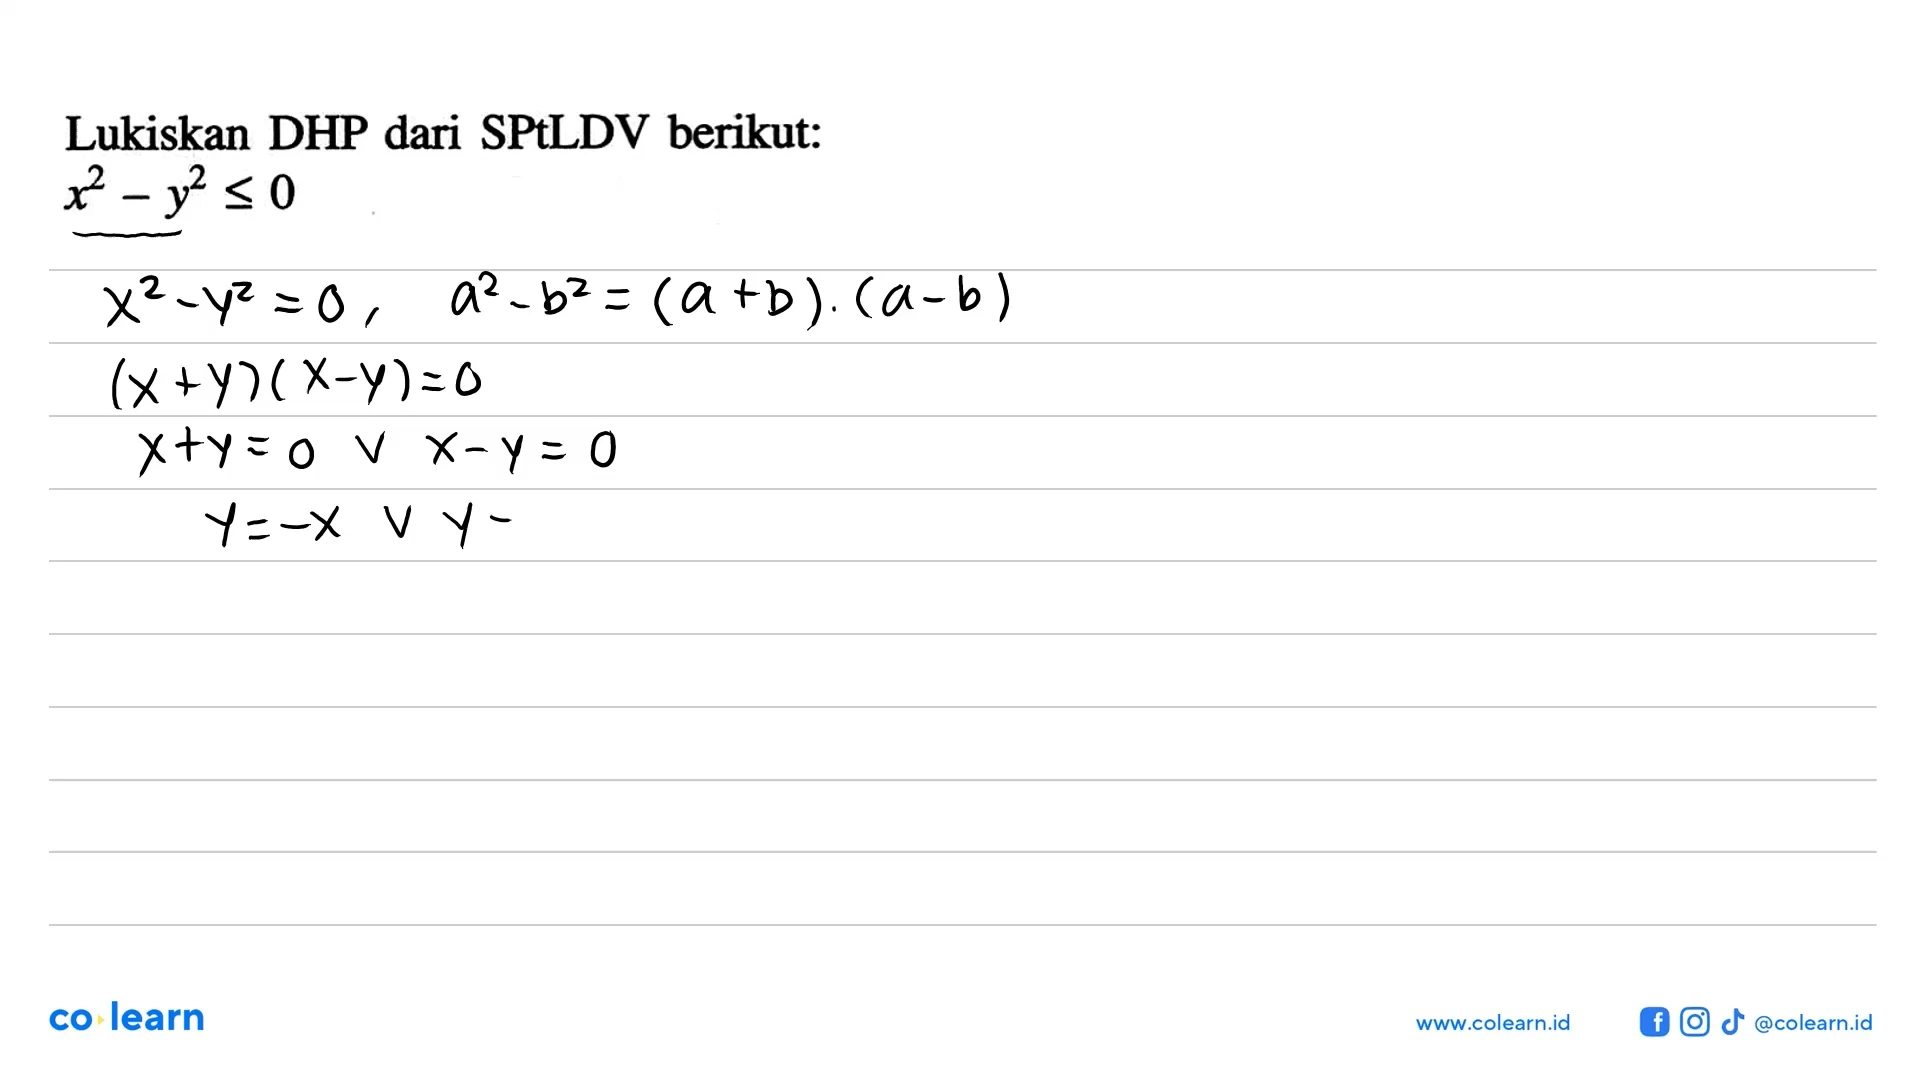 Lukiskan DHP dari SPtLDV berikut:
x² – y² ≤ 0
x² - y² = 0 , a² - b² = (a + b) . (a - b)
(x + y) (x - y) = 0
x + y = 0 ∨ x - y = 0
y = -x ∨ y -
co learn
www.colearn.id @colearn.id